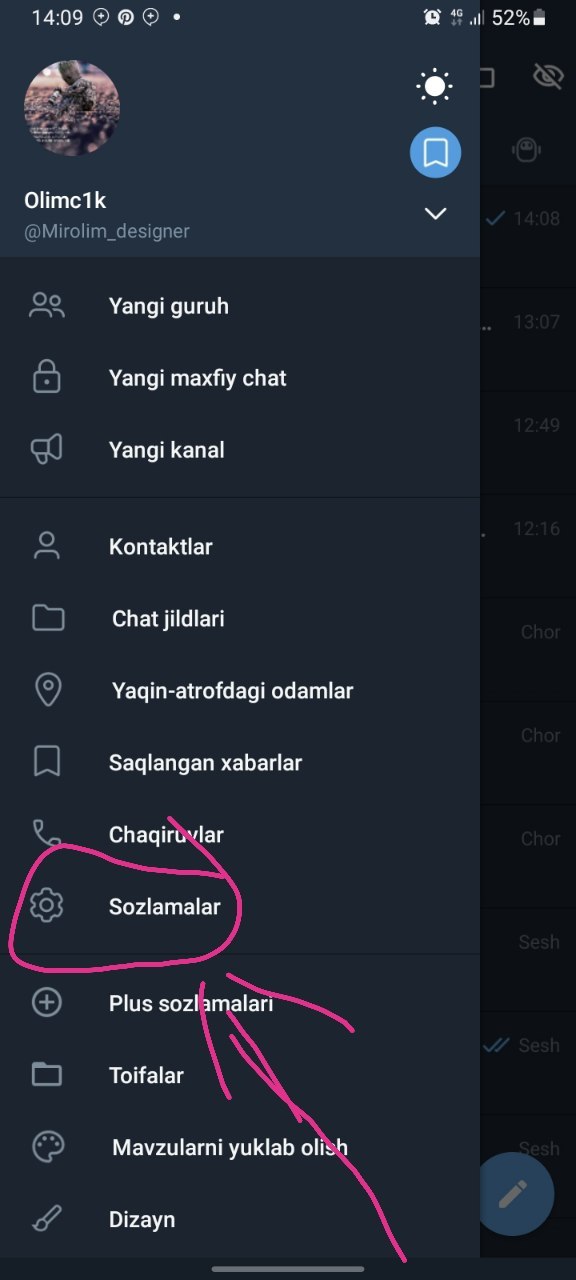 14:09 4G 52%
Olimc1k
@Mirolim_designer
14:08
Yangi guruh
13:07
Yangi maxfiy chat
Yangi kanal
12:49
Kontaktlar
12:16
Chat jildlari
Chor
Yaqin-atrofdagi odamlar
Chor
Saqlangan xabarlar
Chaqiruvlar
Chor
Sozlamalar
Sesh
Plus sozlamalari
Sesh
Toifalar
Mavzularni yuklab olish
Sesh
Dizayn